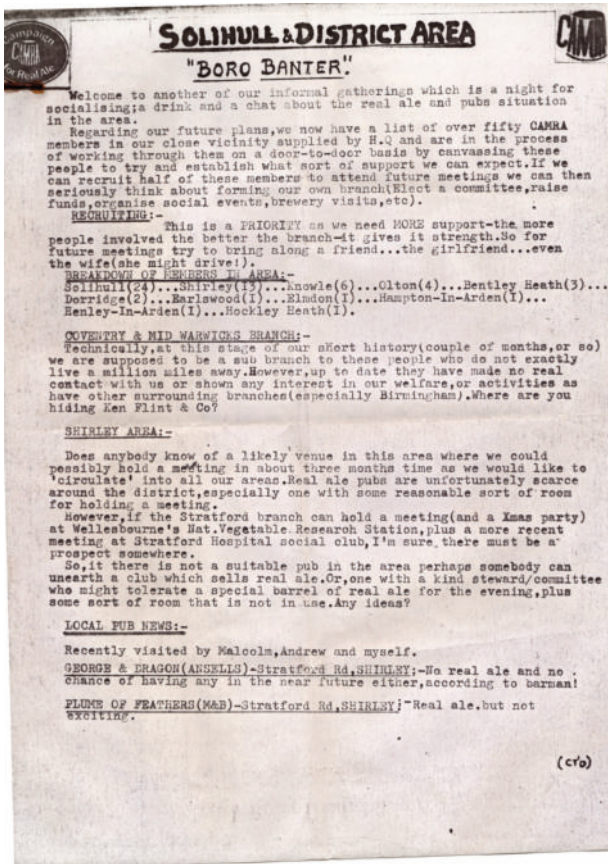 Campaign
CAMRA
for Real Ale
SOLIHULL & DISTRICT AREA
CAMRA
"BORO BANTER".
Welcome to another of our informal gatherings which is a night for
socialising;a drink and a chat about the real ale and pubs situation
in the area.
Regarding our future plans,we now have a list of over fifty CAMRA
members in our close vicinity supplied by H.Q and are in the process
of working through them on a door-to-door basis by canvassing these
people to try and establish what sort of support we can expect.If we
can recruit half of these members to attend future meetings we can then
seriously think about forming our own branch(Elect a committee,raise
funds,organise social events,brewery visits,etc).
RECRUITING:-
This is a PRIORITY as we need MORE support-the more
people involved the better the branch-it gives it strength.So for
future meetings try to bring along a friend...the girlfriend...even
the wife(she might drive!).
BREAKDOWN OF MEMBERS IN AREA:-
Solihull(24)...Shirley(I3)...Knowle(6)...Olton(4)...Bentley Heath(3)...
Dorridge(2)...Earlswood(I)...Elmdon(I)...Hampton-In-Arden(I)...
Henley-In-Arden(I)...Hockley Heath(I).
COVENTRY & MID WARWICKS BRANCH:-
Technically,at this stage of our short history(couple of months,or so)
we are supposed to be a sub branch to these people who do not exactly
live a million miles away.However,up to date they have made no real
contact with us or shown any interest in our welfare,or activities as
have other surrounding branches(especially Birmingham).Where are you
hiding Ken Flint & Co?
SHIRLEY AREA:-
Does anybody know of a likely venue in this area where we could
possibly hold a meeting in about three months time as we would like to
'circulate' into all our areas.Real ale pubs are unfortunately scarce
around the district,especially one with some reasonable sort of room
for holding a meeting.
However,if the Stratford branch can hold a meeting(and a Xmas party)
at Wellesbourne's Nat.Vegetable Research Station,plus a more recent
meeting at Stratford Hospital social club,I'm sure there must be a
prospect somewhere.
So,it there is not a suitable pub in the area perhaps somebody can
unearth a club which sells real ale.Or,one with a kind steward/committee
who might tolerate a special barrel of real ale for the evening,plus
some sort of room that is not in use.Any ideas?
LOCAL PUB NEWS:-
Recently visited by Malcolm,Andrew and myself.
GEORGE & DRAGON(ANSELLS)-Stratford Rd,SHIRLEY;-No real ale and no
chance of having any in the near future either,according to barman!
PLUME OF FEATHERS(M&B)-Stratford Rd,SHIRLEY;-Real ale.but not
exciting.
(CT'D)